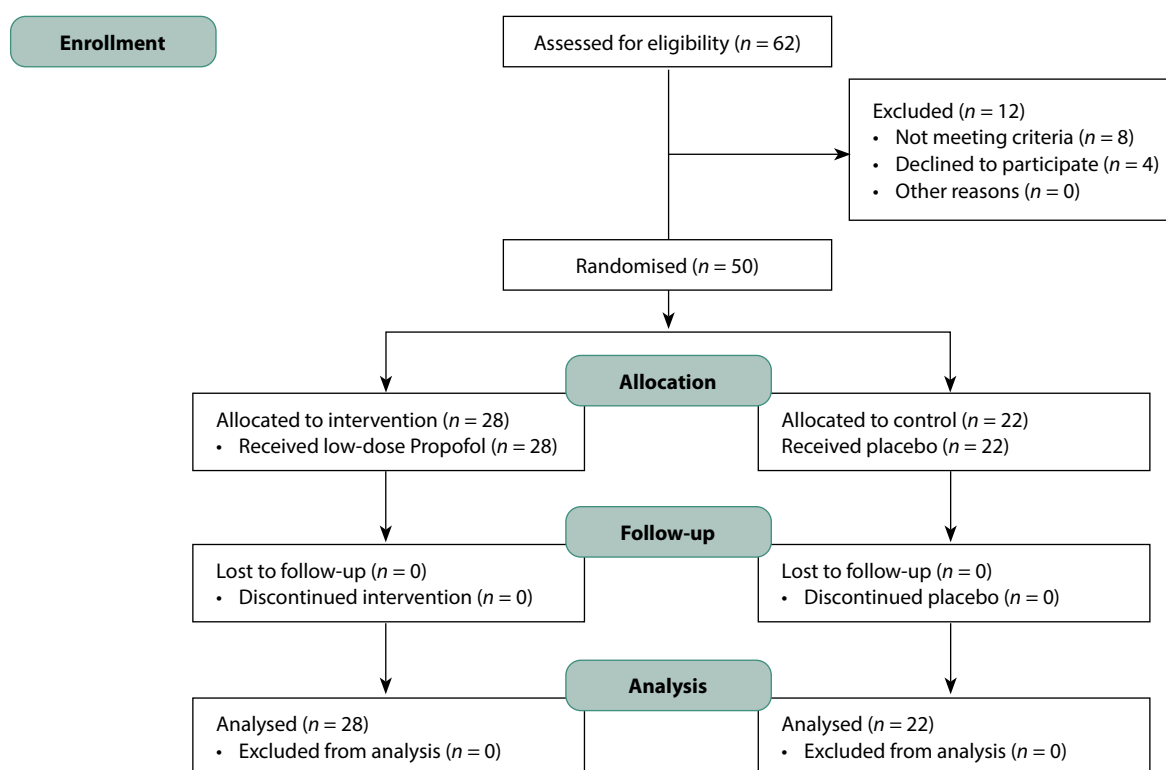 Enrollment
Assessed for eligibility (n = 62)
Excluded (n = 12)
• Not meeting criteria (n = 8)
• Declined to participate (n = 4)
• Other reasons (n = 0)
Randomised (n = 50)
Allocation
Allocated to intervention (n = 28)
• Received low-dose Propofol (n = 28)
Allocated to control (n = 22)
Received placebo (n = 22)
Follow-up
Lost to follow-up (n = 0)
• Discontinued intervention (n = 0)
Lost to follow-up (n = 0)
• Discontinued placebo (n = 0)
Analysis
Analysed (n = 28)
• Excluded from analysis (n = 0)
Analysed (n = 22)
• Excluded from analysis (n = 0)